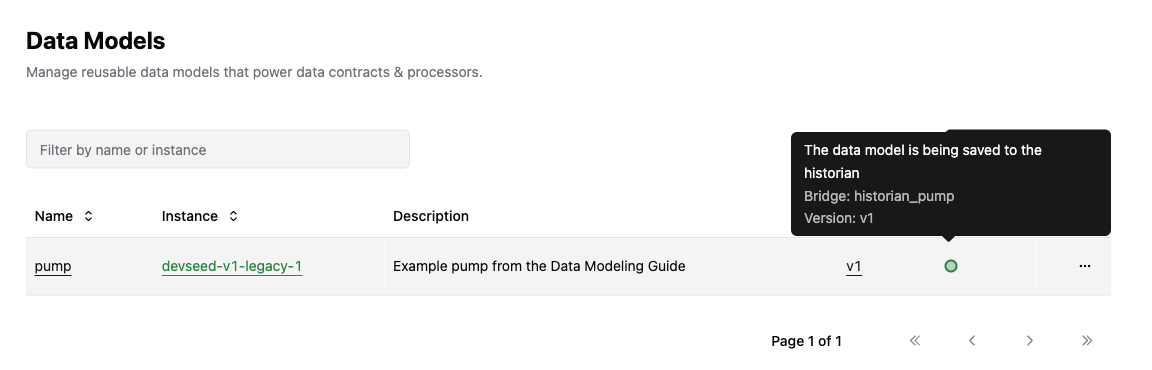 Data Models
Manage reusable data models that power data contracts & processors.
Filter by name or instance
The data model is being saved to the
historian
Bridge: historian_pump
Version: v1
Name Instance Description
pump devseed-v1-legacy-1 Example pump from the Data Modeling Guide v1 ···
Page 1 of 1